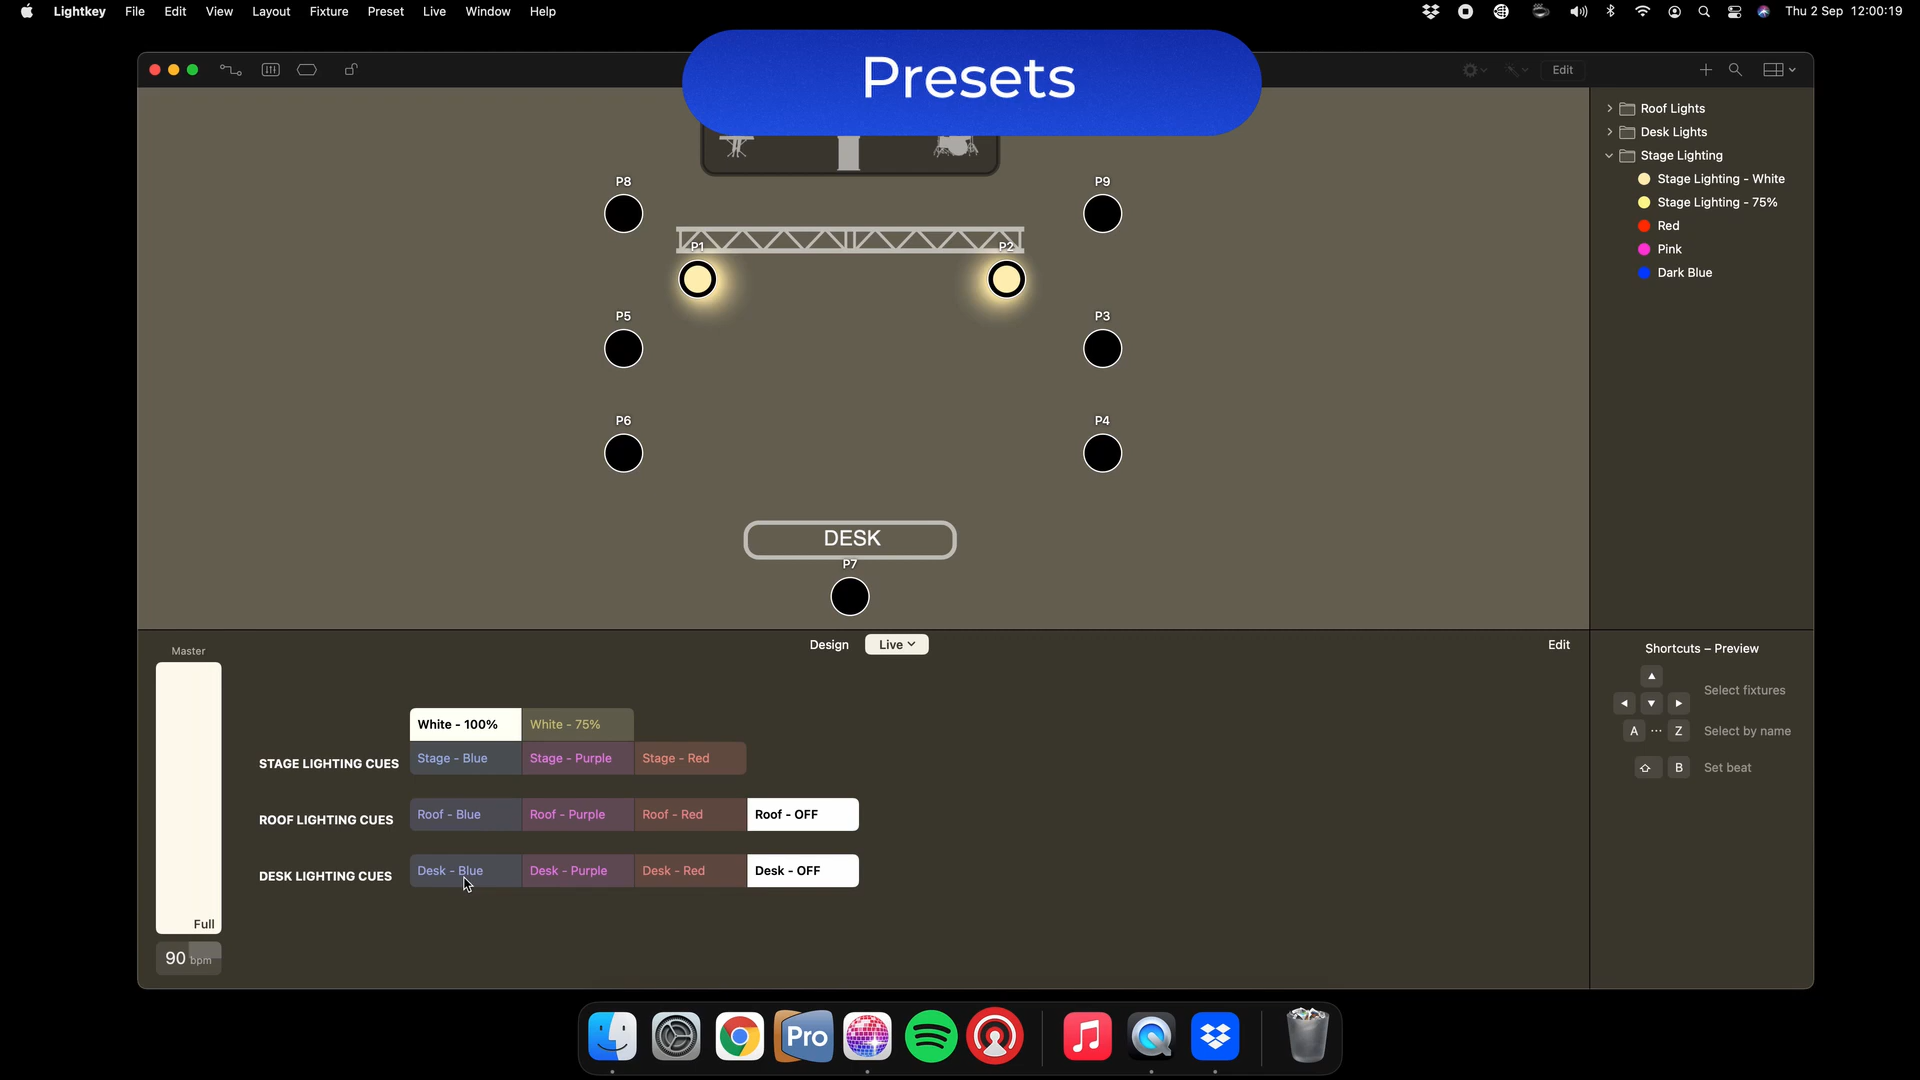 Lightkey File Edit View Layout Fixture Preset Live Window Help Thu 2 Sep 12:00:19
Presets
Edit
Roof Lights
Desk Lights
Stage Lighting
Stage Lighting - White
Stage Lighting - 75%
Red
Pink
Dark Blue
P8 P9
P1 P2
P5 P3
P6 P4
DESK
P7
Master
Design Live Edit
White - 100% White - 75%
STAGE LIGHTING CUES Stage - Blue Stage - Purple Stage - Red
ROOF LIGHTING CUES Roof - Blue Roof - Purple Roof - Red Roof - OFF
DESK LIGHTING CUES Desk - Blue Desk - Purple Desk - Red Desk - OFF
Full
90 bpm
Shortcuts – Preview
Select fixtures
A ... Z Select by name
B Set beat
Pro